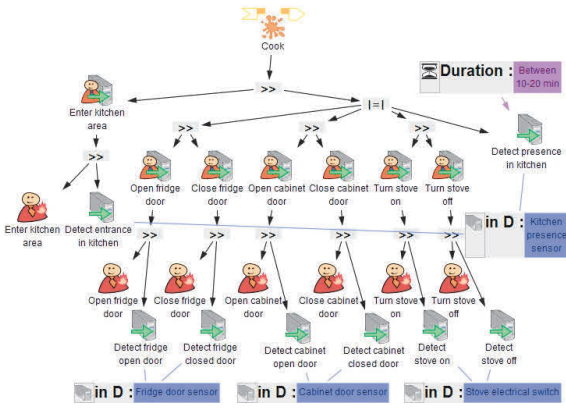 Cook
>>
Duration :
Between
10-20 min
Enter kitchen
area
|=|
>>
>>
>>
Detect presence
in kitchen
>>
Open fridge
door
Close fridge
door
Open cabinet
door
Close cabinet
door
Turn stove
on
Turn stove
off
Enter kitchen
area
Detect entrance
in kitchen
>>
>>
>>
>>
>>
>>
in D :
Kitchen
presence
sensor
Open fridge
door
Close fridge
door
Open cabinet
door
Close cabinet
door
Turn stove
on
Turn stove
off
Detect fridge
open door
Detect fridge
closed door
Detect cabinet
open door
Detect cabinet
closed door
Detect
stove on
Detect
stove off
in D :
Fridge door sensor
in D :
Cabinet door sensor
in D :
Stove electrical switch